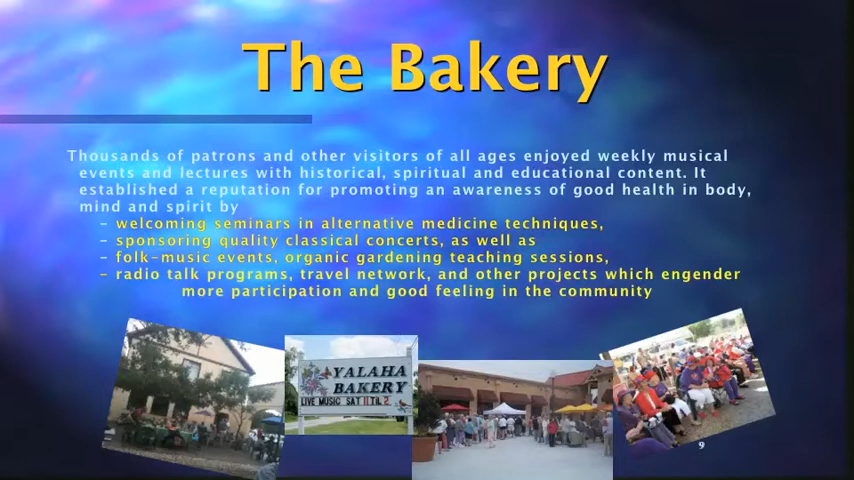 The Bakery
Thousands of patrons and other visitors of all ages enjoyed weekly musical
events and lectures with historical, spiritual and educational content. It
established a reputation for promoting an awareness of good health in body,
mind and spirit by
– welcoming seminars in alternative medicine techniques,
– sponsoring quality classical concerts, as well as
– folk-music events, organic gardening teaching sessions,
– radio talk programs, travel network, and other projects which engender
more participation and good feeling in the community
YALAHA
BAKERY
LIVE MUSIC SAT 11 TIL 2
9